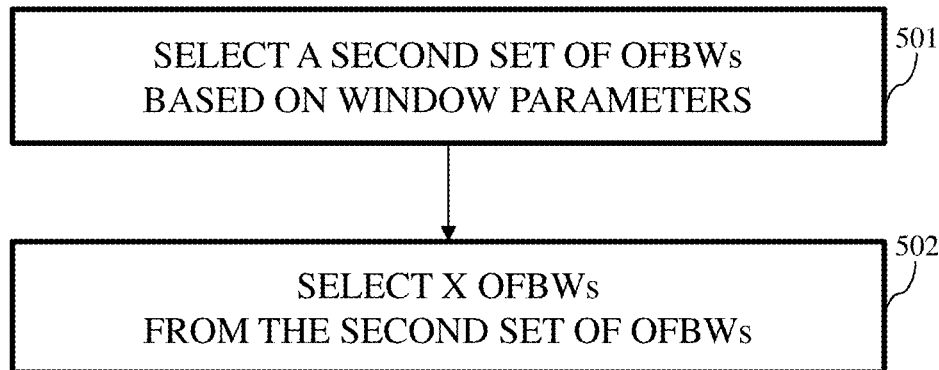 SELECT A SECOND SET OF OFBWs
BASED ON WINDOW PARAMETERS
501
SELECT X OFBWs
FROM THE SECOND SET OF OFBWs
502